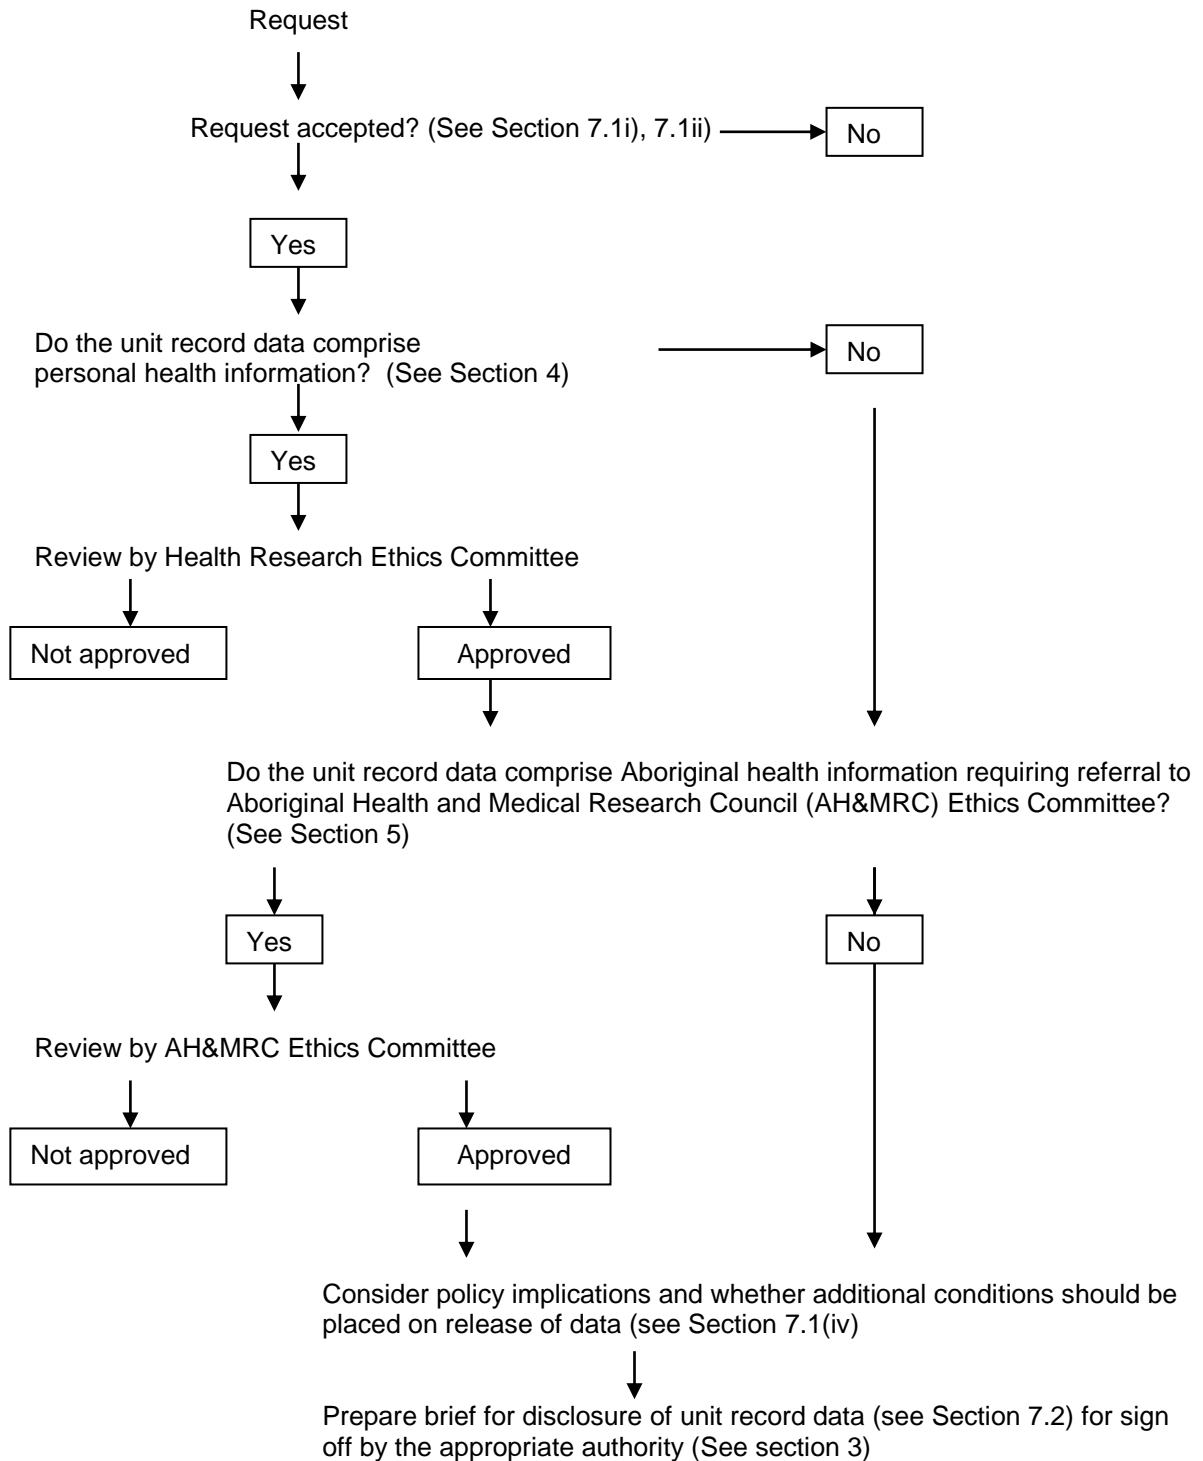 Request
Request accepted? (See Section 7.1i), 7.1ii)
No
Yes
Do the unit record data comprise
personal health information?  (See Section 4)
No
Yes
Review by Health Research Ethics Committee
Not approved
Approved
Do the unit record data comprise Aboriginal health information requiring referral to
Aboriginal Health and Medical Research Council (AH&MRC) Ethics Committee?
(See Section 5)
Yes
No
Review by AH&MRC Ethics Committee
Not approved
Approved
Consider policy implications and whether additional conditions should be
placed on release of data (see Section 7.1(iv)
Prepare brief for disclosure of unit record data (see Section 7.2) for sign
off by the appropriate authority (See section 3)